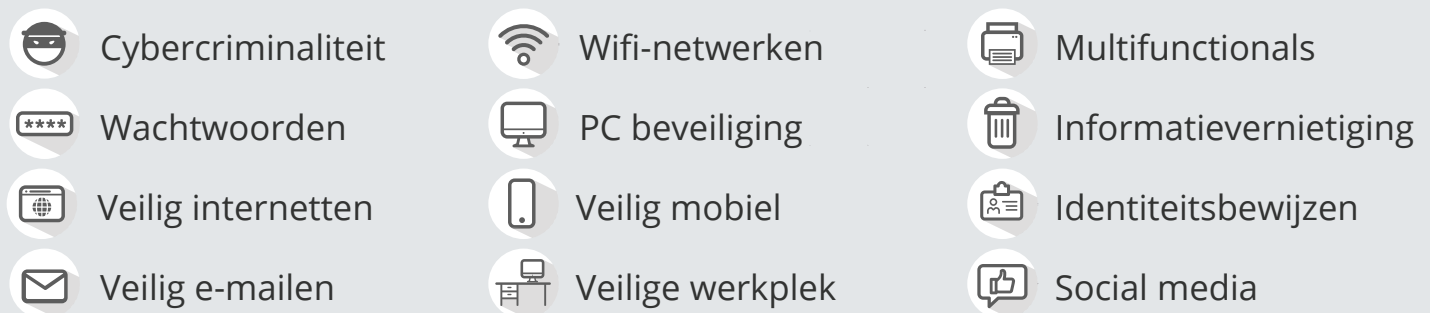 Cybercriminaliteit
Wachtwoorden
Veilig internetten
Veilig e-mailen
Wifi-netwerken
PC beveiliging
Veilig mobiel
Veilige werkplek
Multifunctionals
Informatievernietiging
Identiteitsbewijzen
Social media